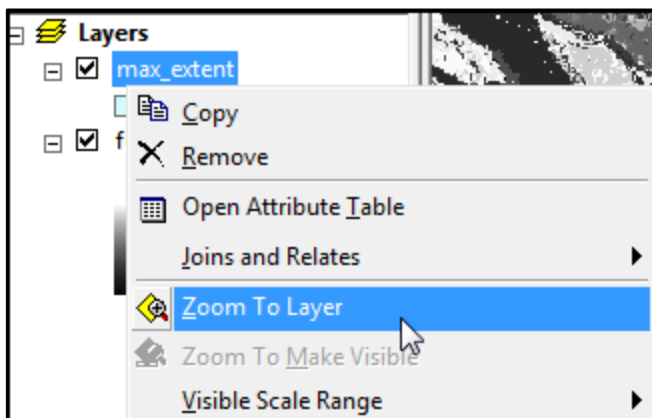 Layers
max_extent
f
Copy
Remove
Open Attribute Table
Joins and Relates
Zoom To Layer
Zoom To Make Visible
Visible Scale Range